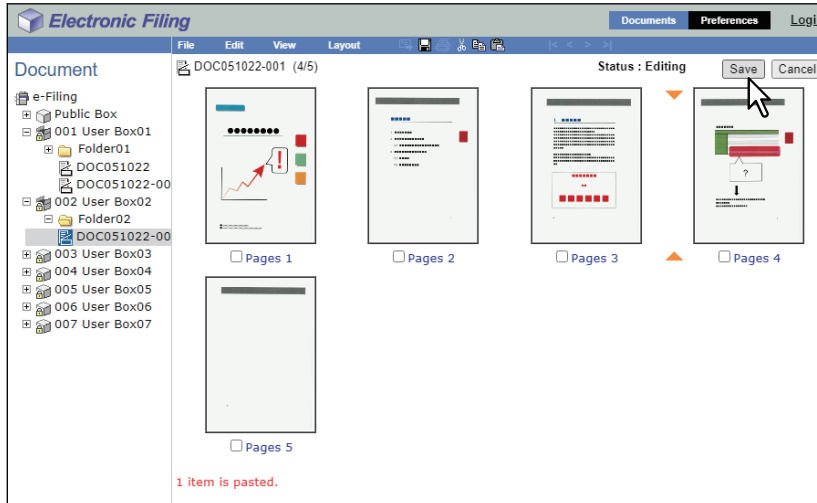 Electronic Filing
Documents Preferences Logi
File Edit View Layout |< < > >|
Document
DOC051022-001 (4/5) Status : Editing Save Cancel
e-Filing
Public Box
001 User Box01
Folder01
DOC051022
DOC051022-00
002 User Box02
Folder02
DOC051022-00
003 User Box03
004 User Box04
005 User Box05
006 User Box06
007 User Box07
!
?
Pages 1 Pages 2 Pages 3 Pages 4
Pages 5
1 item is pasted.